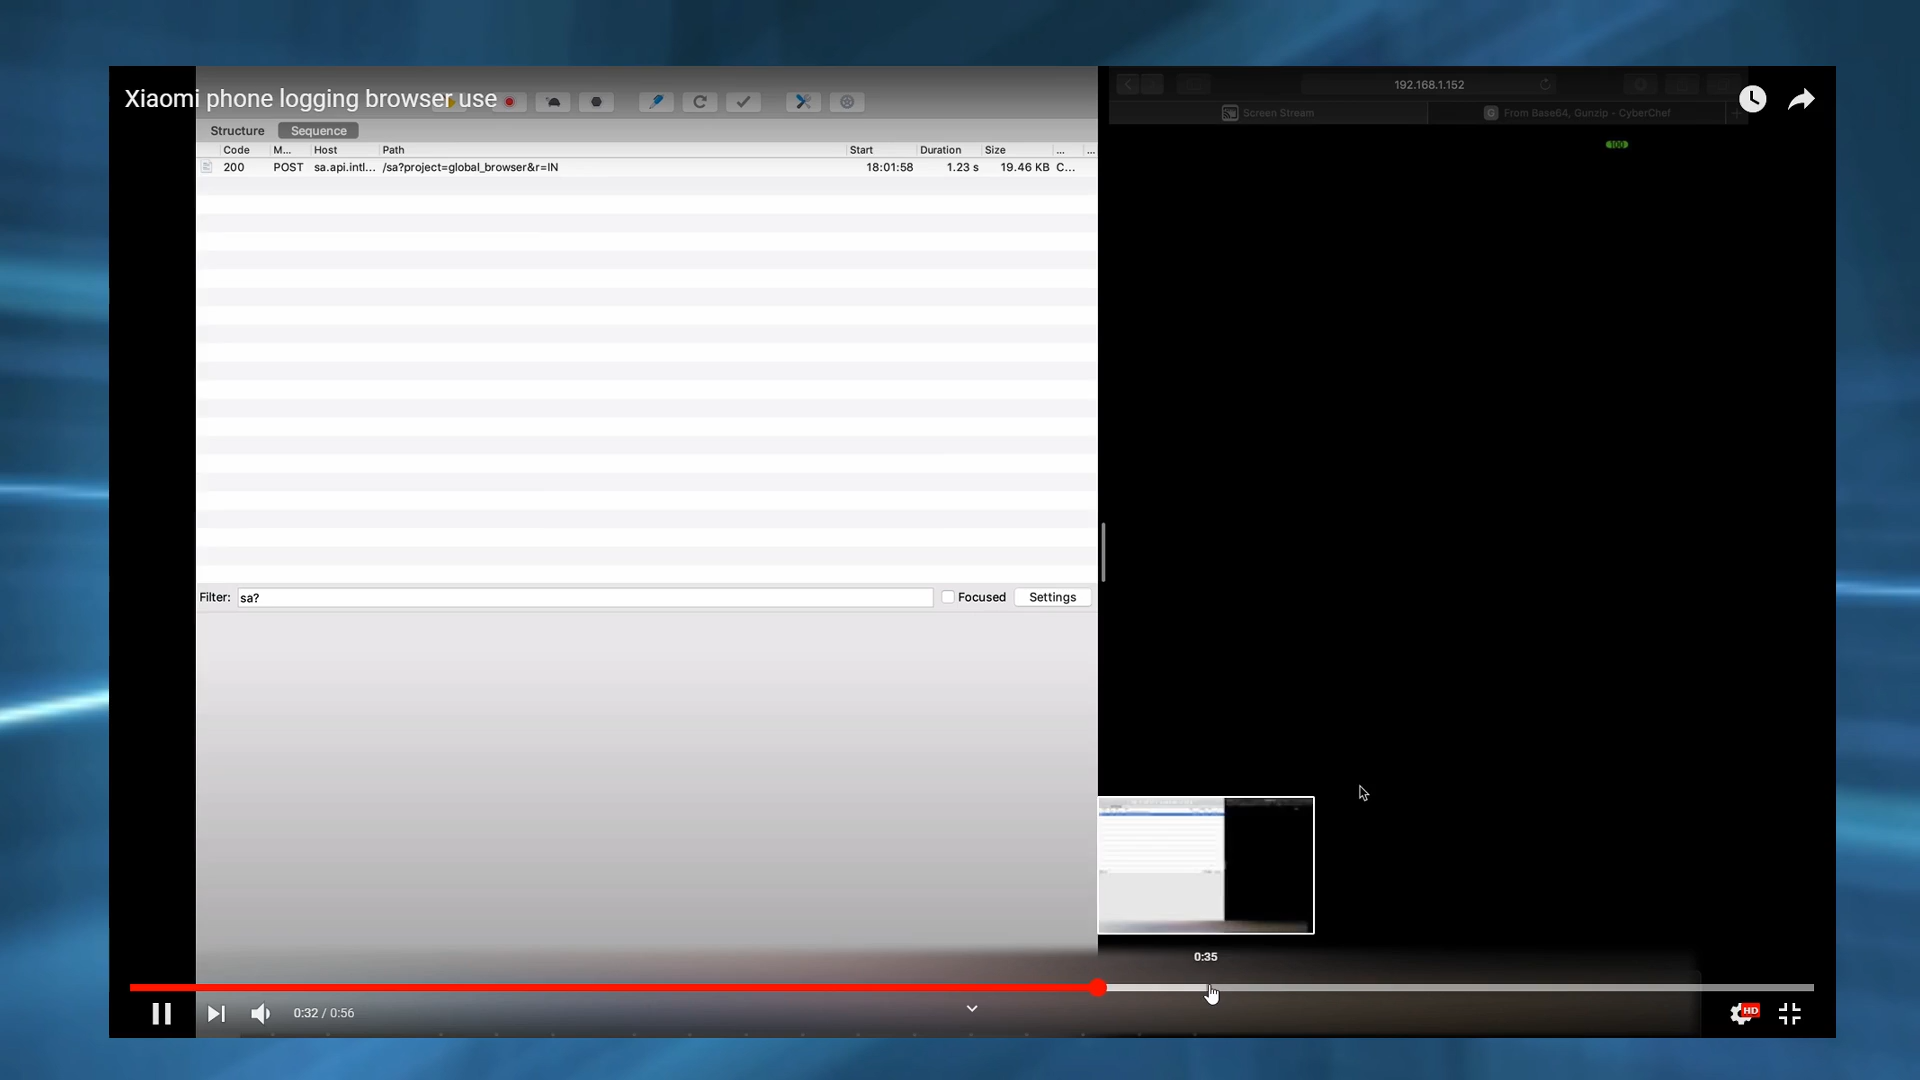 Xiaomi phone logging browser use
192.168.1.152
Screen Stream
From Base64, Gunzip - CyberChef
100
Structure Sequence
Code M... Host Path Start Duration Size ... ...
200 POST sa.api.intl... /sa?project=global_browser&r=IN 18:01:58 1.23 s 19.46 KB C...
Filter: sa? Focused Settings
0:35
0:32 / 0:56
HD